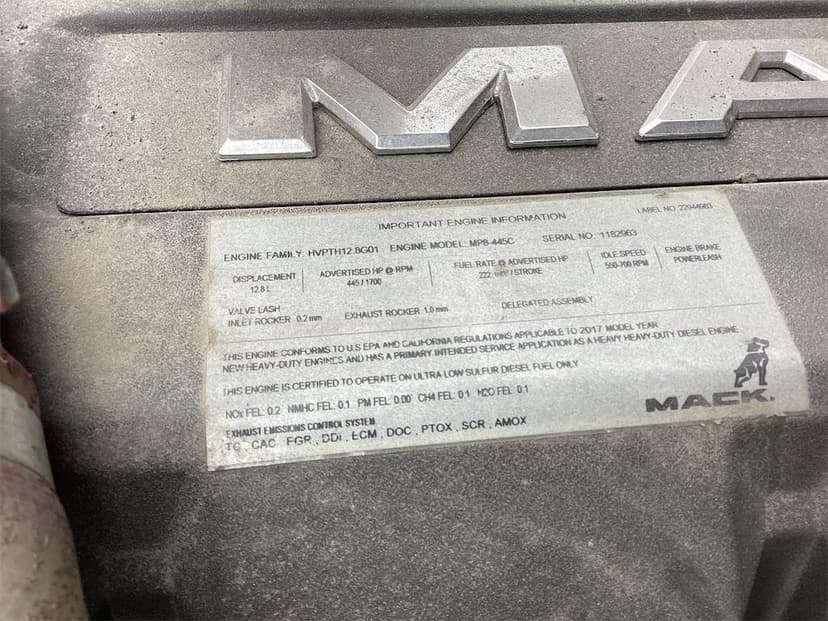 MA
IMPORTANT ENGINE INFORMATION
LABEL NO 22944663
ENGINE FAMILY: HVPTH12.8G01 ENGINE MODEL: MP8-445C SERIAL NO: 1182963
DISPLACEMENT ADVERTISED HP @ RPM FUEL RATE @ ADVERTISED HP IDLE SPEED ENGINE BRAKE
12.8 L 445 / 1700 222 / STROKE 550-700 RPM POWERLEASH
VALVE LASH
INLET ROCKER 0.2 mm EXHAUST ROCKER 1.0 mm DELEGATED ASSEMBLY
THIS ENGINE CONFORMS TO U.S EPA AND CALIFORNIA REGULATIONS APPLICABLE TO 2017 MODEL YEAR
NEW HEAVY-DUTY ENGINES AND HAS A PRIMARY INTENDED SERVICE APPLICATION AS A HEAVY HEAVY-DUTY DIESEL ENGINE
THIS ENGINE IS CERTIFIED TO OPERATE ON ULTRA LOW SULFUR DIESEL FUEL ONLY
NOx FEL: 0.2 NMHC FEL: 0.1 PM FEL: 0.00 CH4 FEL: 0.1 N2O FEL: 0.1
EXHAUST EMISSIONS CONTROL SYSTEM
TC , CAC , EGR , DDI , ECM , DOC , PTOX , SCR , AMOX
MACK.